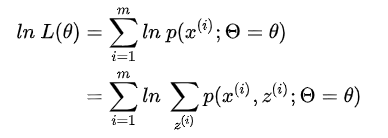 ln L(θ) = ∑_{i=1}^{m} ln p(x^{(i)}; Θ = θ)
= ∑_{i=1}^{m} ln ∑_{z^{(i)}} p(x^{(i)}, z^{(i)}; Θ = θ)